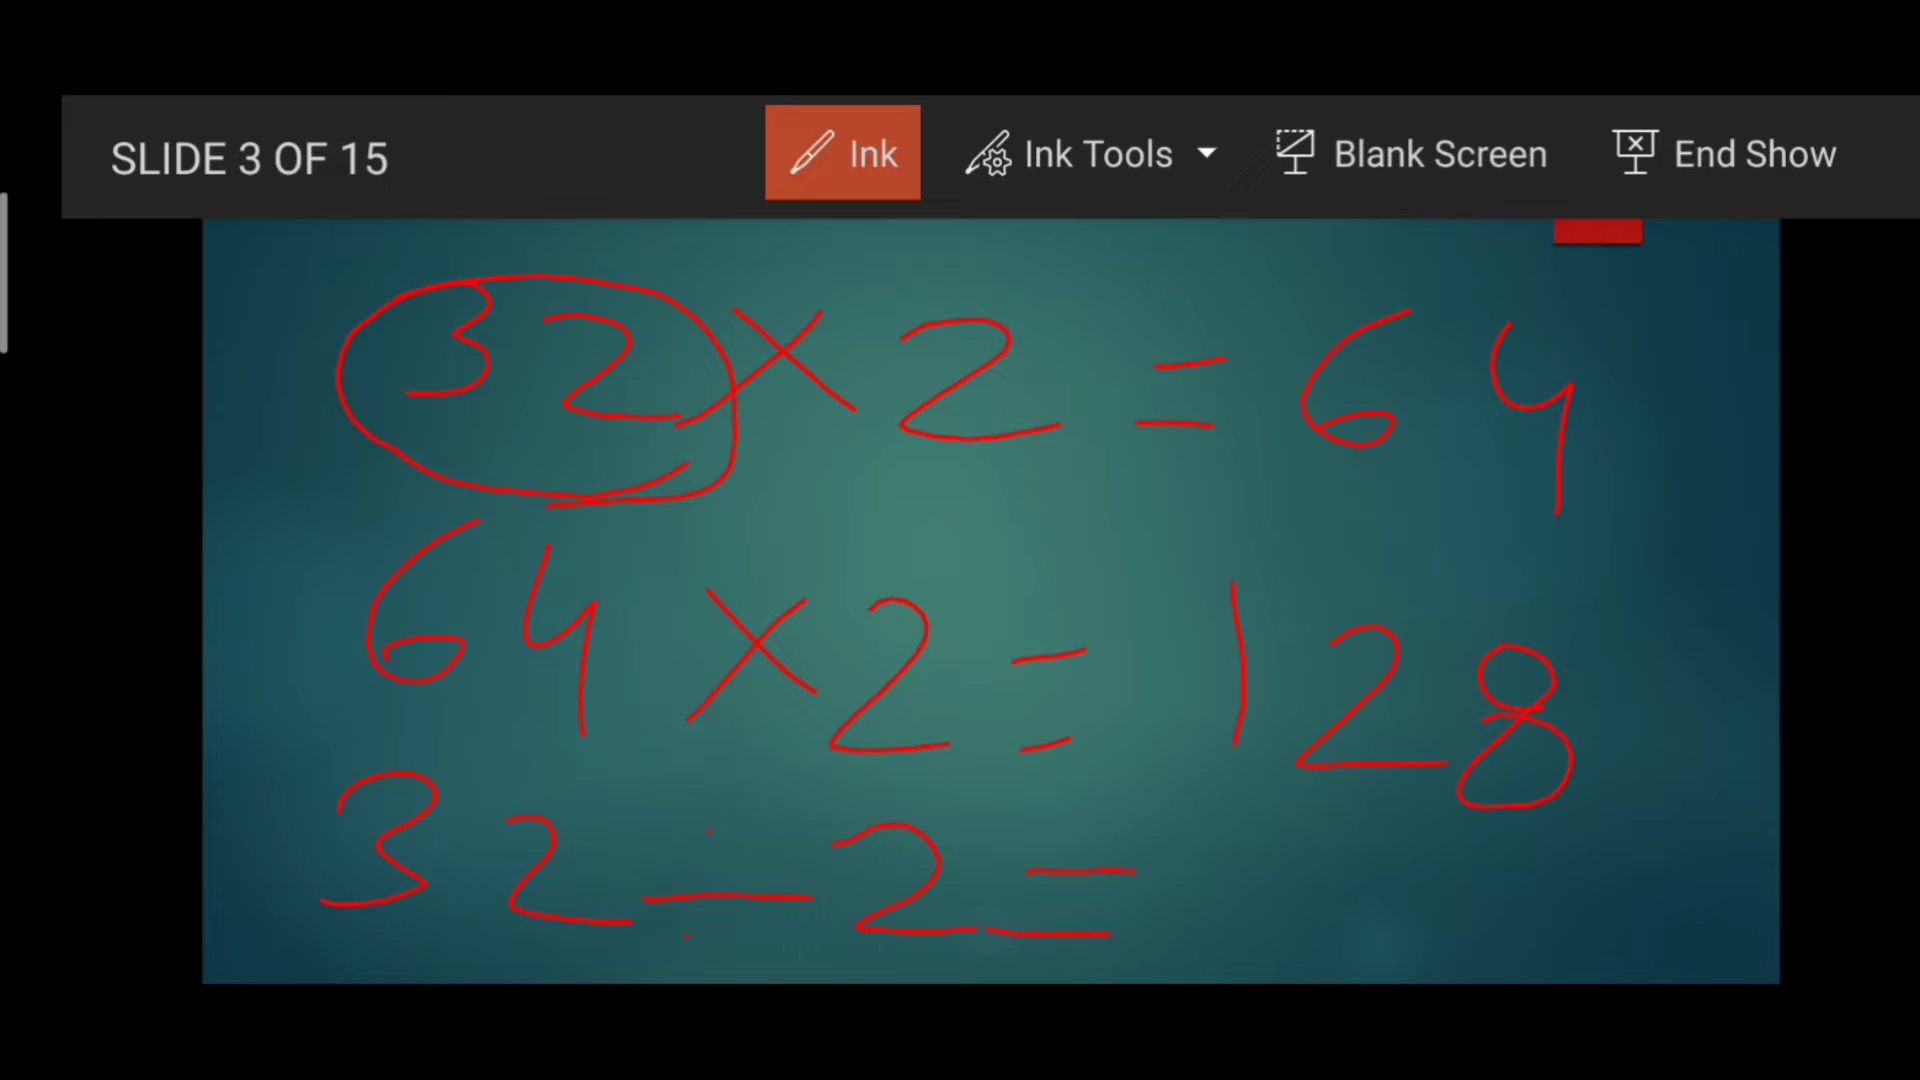 SLIDE 3 OF 15 Ink Ink Tools Blank Screen End Show
32 × 2 = 64
64 × 2 = 128
32 ÷ 2 =